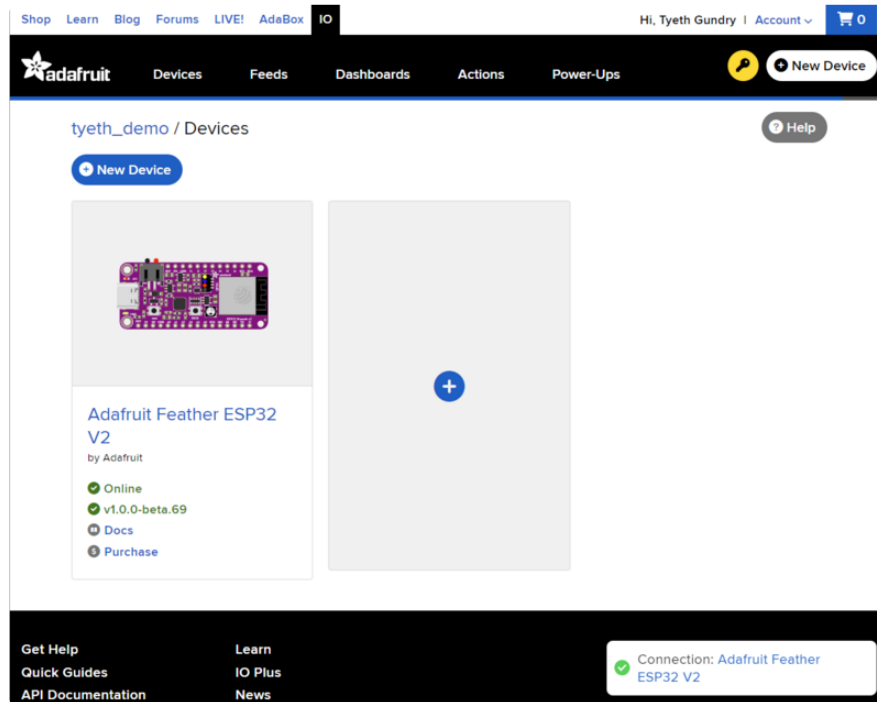 Shop Learn Blog Forums LIVE! AdaBox IO Hi, Tyeth Gundry | Account 0
adafruit Devices Feeds Dashboards Actions Power-Ups New Device
tyeth_demo / Devices
Help
New Device
Adafruit Feather ESP32
V2
by Adafruit
Online
v1.0.0-beta.69
Docs
Purchase
Get Help Learn
Quick Guides IO Plus
API Documentation News
Connection: Adafruit Feather
ESP32 V2